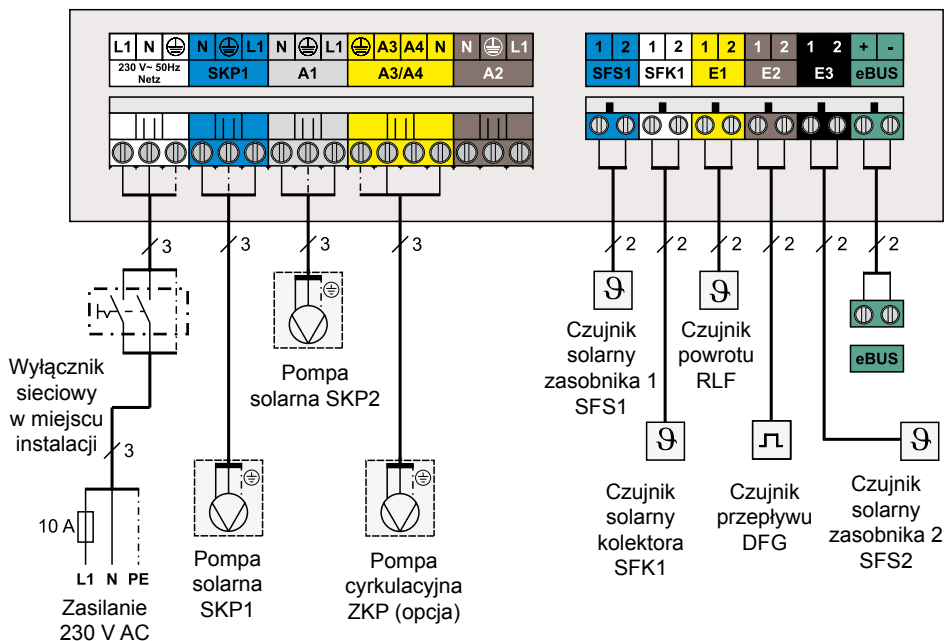 L1 N N L1 N L1 A3 A4 N N L1
230 V~ 50Hz
Netz
SKP1 A1 A3/A4 A2
1 2 1 2 1 2 1 2 1 2 + -
SFS1 SFK1 E1 E2 E3 eBUS
3 3 3 3 2 2 2 2 2 2
Wyłącznik
sieciowy
w miejscu
instalacji
3
10 A
L1 N PE
Zasilanie
230 V AC
Pompa
solarna
SKP1
Pompa
solarna SKP2
Pompa
cyrkulacyjna
ZKP (opcja)
ϑ
Czujnik
solarny
zasobnika 1
SFS1
ϑ
Czujnik
solarny
kolektora
SFK1
ϑ
Czujnik
powrotu
RLF
Czujnik
przepływu
DFG
eBUS
ϑ
Czujnik
solarny
zasobnika 2
SFS2